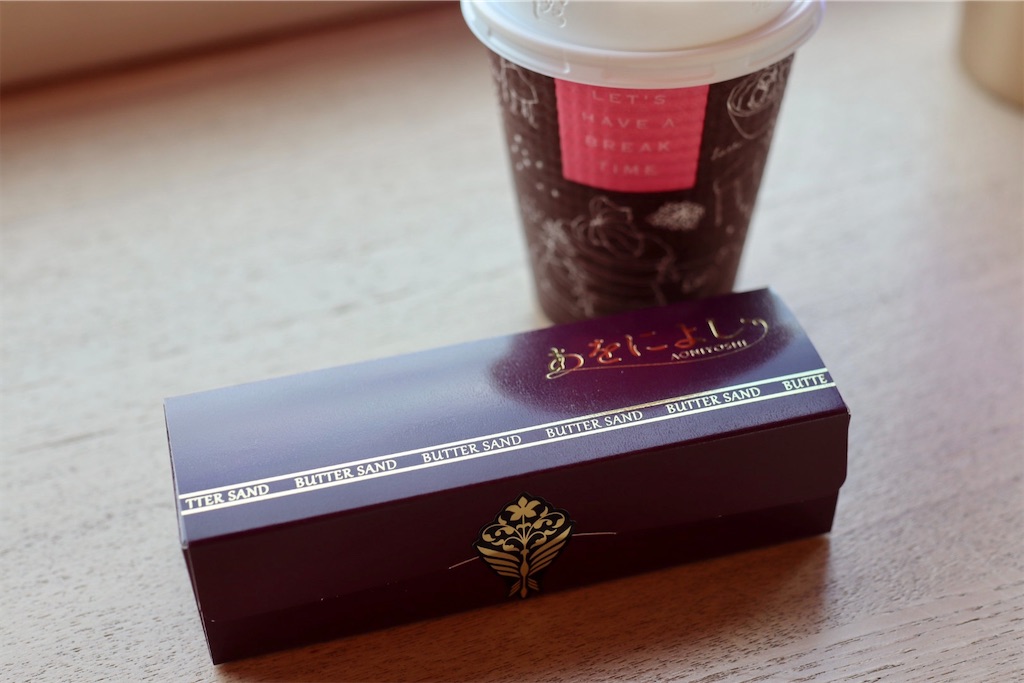 LET'S
HAVE A
BREAK
TIME
あをによし
AONIYOSHI
TTER SAND BUTTER SAND BUTTER SAND BUTTER SAND BUTTER SAND BUTTE